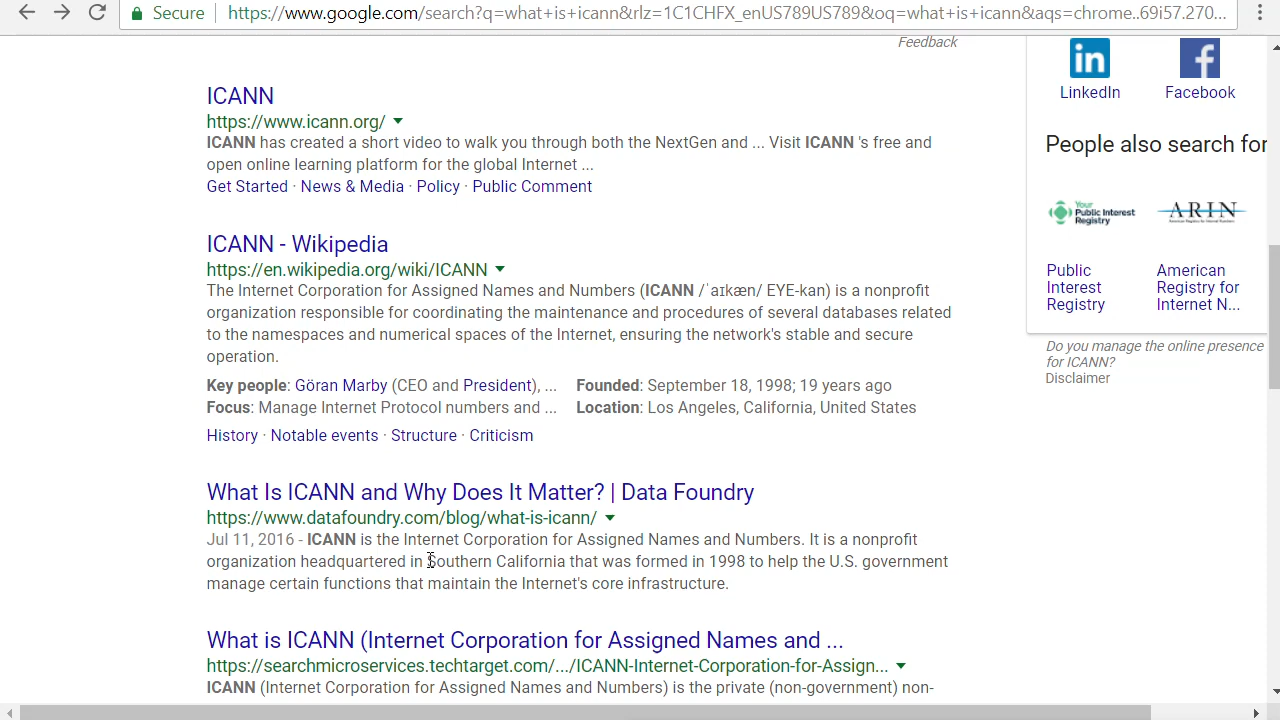 Secure
https://www.google.com/search?q=what+is+icann&rlz=1C1CHFX_enUS789US789&oq=what+is+icann&aqs=chrome..69i57.270...
Feedback
ICANN
https://www.icann.org/
ICANN has created a short video to walk you through both the NextGen and ... Visit ICANN 's free and
open online learning platform for the global Internet ...
Get Started · News & Media · Policy · Public Comment
ICANN - Wikipedia
https://en.wikipedia.org/wiki/ICANN
The Internet Corporation for Assigned Names and Numbers (ICANN /ˈaɪkæn/ EYE-kan) is a nonprofit
organization responsible for coordinating the maintenance and procedures of several databases related
to the namespaces and numerical spaces of the Internet, ensuring the network's stable and secure
operation.
Key people: Göran Marby (CEO and President), ...
Founded: September 18, 1998; 19 years ago
Focus: Manage Internet Protocol numbers and ...
Location: Los Angeles, California, United States
History · Notable events · Structure · Criticism
What Is ICANN and Why Does It Matter? | Data Foundry
https://www.datafoundry.com/blog/what-is-icann/
Jul 11, 2016 - ICANN is the Internet Corporation for Assigned Names and Numbers. It is a nonprofit
organization headquartered in Southern California that was formed in 1998 to help the U.S. government
manage certain functions that maintain the Internet's core infrastructure.
What is ICANN (Internet Corporation for Assigned Names and ...
https://searchmicroservices.techtarget.com/.../ICANN-Internet-Corporation-for-Assign...
ICANN (Internet Corporation for Assigned Names and Numbers) is the private (non-government) non-
in
f
LinkedIn
Facebook
People also search for
Your
Public Interest
Registry
ARIN
American Registry for Internet Numbers
Public
Interest
Registry
American
Registry for
Internet N...
Do you manage the online presence
for ICANN?
Disclaimer